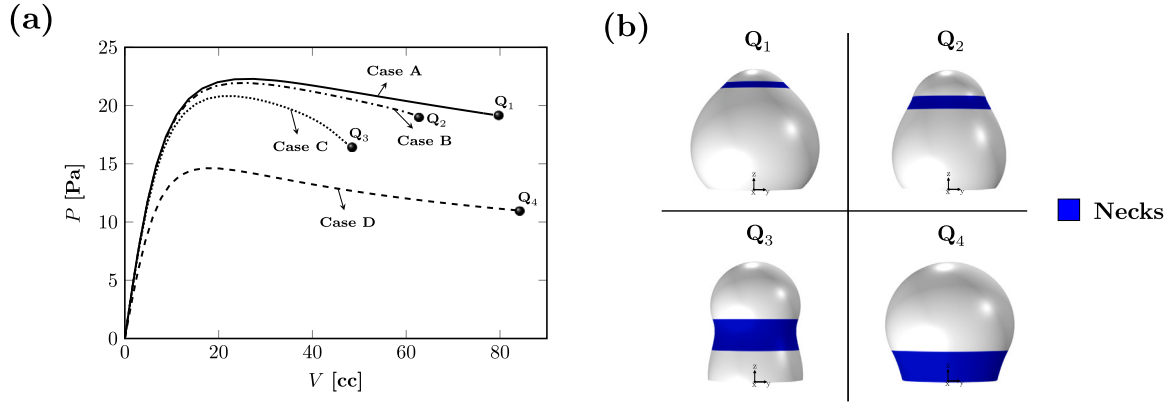 (a)
25
20
15
10
5
0
P [Pa]
0 20 40 60 80
V [cc]
Case A
Q₁
Q₂
Case B
Q₃
Case C
Q₄
Case D
(b)
Q₁ Q₂
z
x y
z
x y
Q₃ Q₄
z
x y
z
x y
Necks